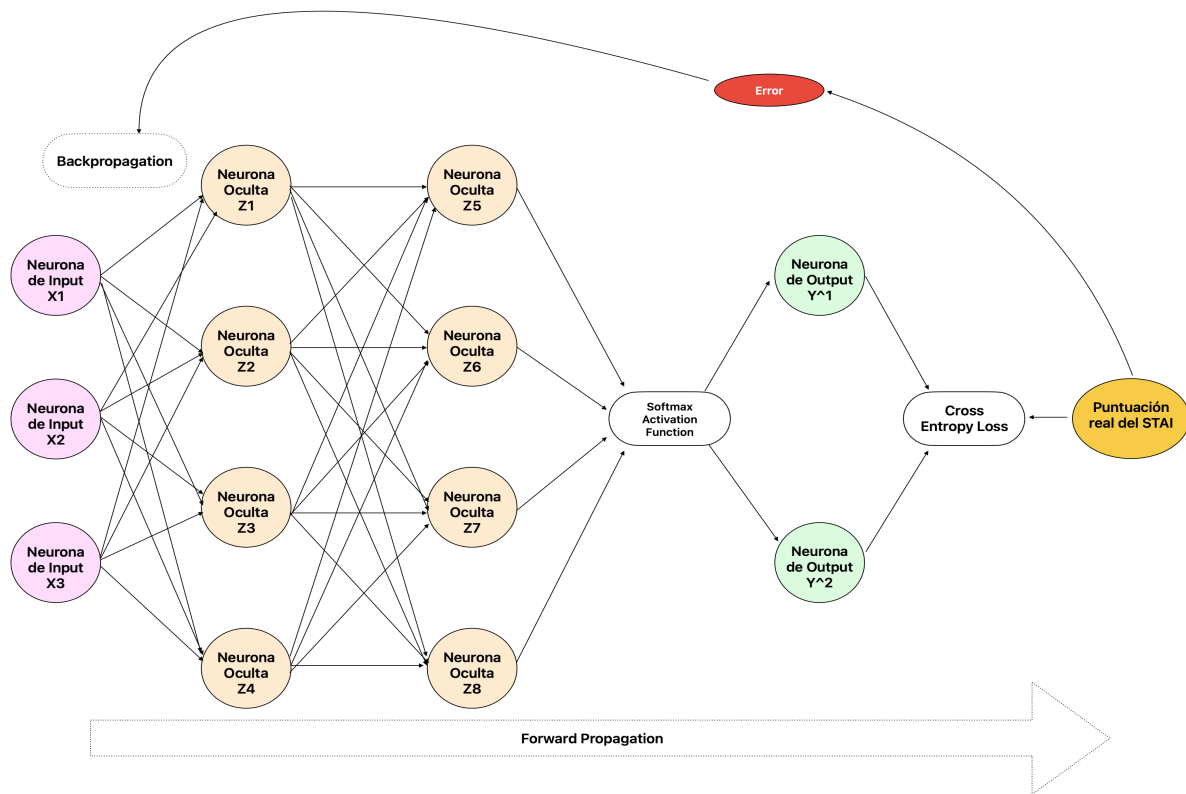 Error
Backpropagation
Neurona
de Input
X1
Neurona
de Input
X2
Neurona
de Input
X3
Neurona
Oculta
Z1
Neurona
Oculta
Z2
Neurona
Oculta
Z3
Neurona
Oculta
Z4
Neurona
Oculta
Z5
Neurona
Oculta
Z6
Neurona
Oculta
Z7
Neurona
Oculta
Z8
Softmax
Activation
Function
Neurona
de Output
Y^1
Neurona
de Output
Y^2
Cross
Entropy Loss
Puntuación
real del STAI
Forward Propagation